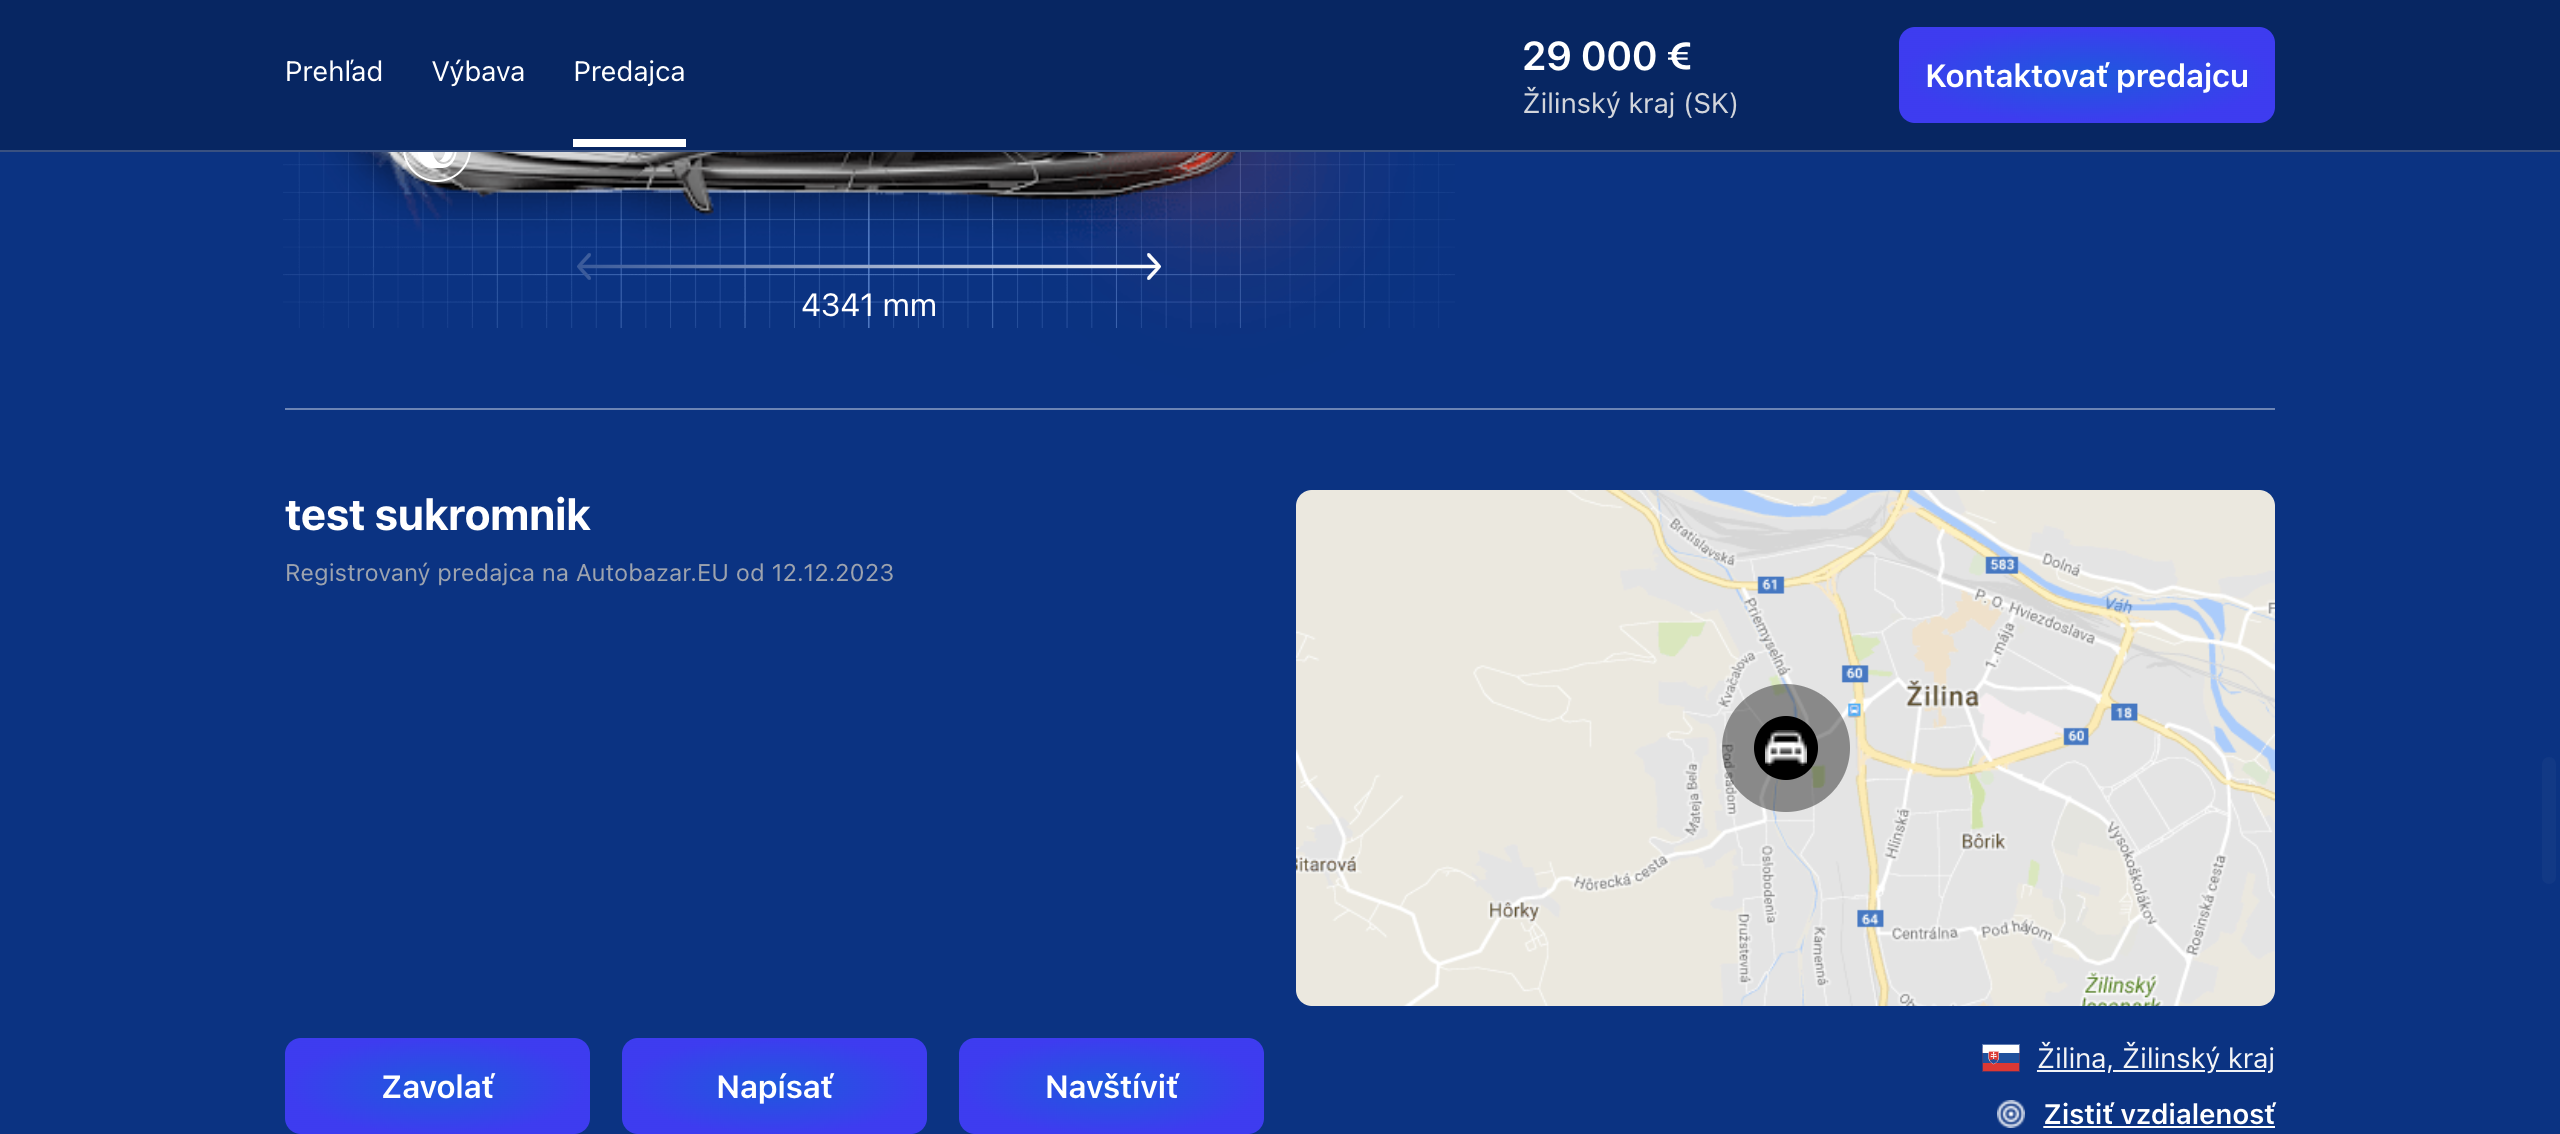 Prehľad Výbava Predajca
29 000 €
Žilinský kraj (SK)
Kontaktovať predajcu
4341 mm
test sukromnik
Registrovaný predajca na Autobazar.EU od 12.12.2023
Bratislavská
61
583
Dolná
Váh
P. O. Hviezdoslava
Priemyselná
1. mája
Kvačalova
60
Žilina
18
60
Pod sadom
Mateja Bela
Hlinská
Bôrik
Vysokoškolákov
Bitarová
Hôrecká cesta
Oslobodenia
Rosinská cesta
Hôrky
64
Centrálna
Pod hájom
Družstevná
Kamenná
Žilinský
lesopark
Zavolať
Napísať
Navštíviť
Žilina, Žilinský kraj
Zistiť vzdialenosť